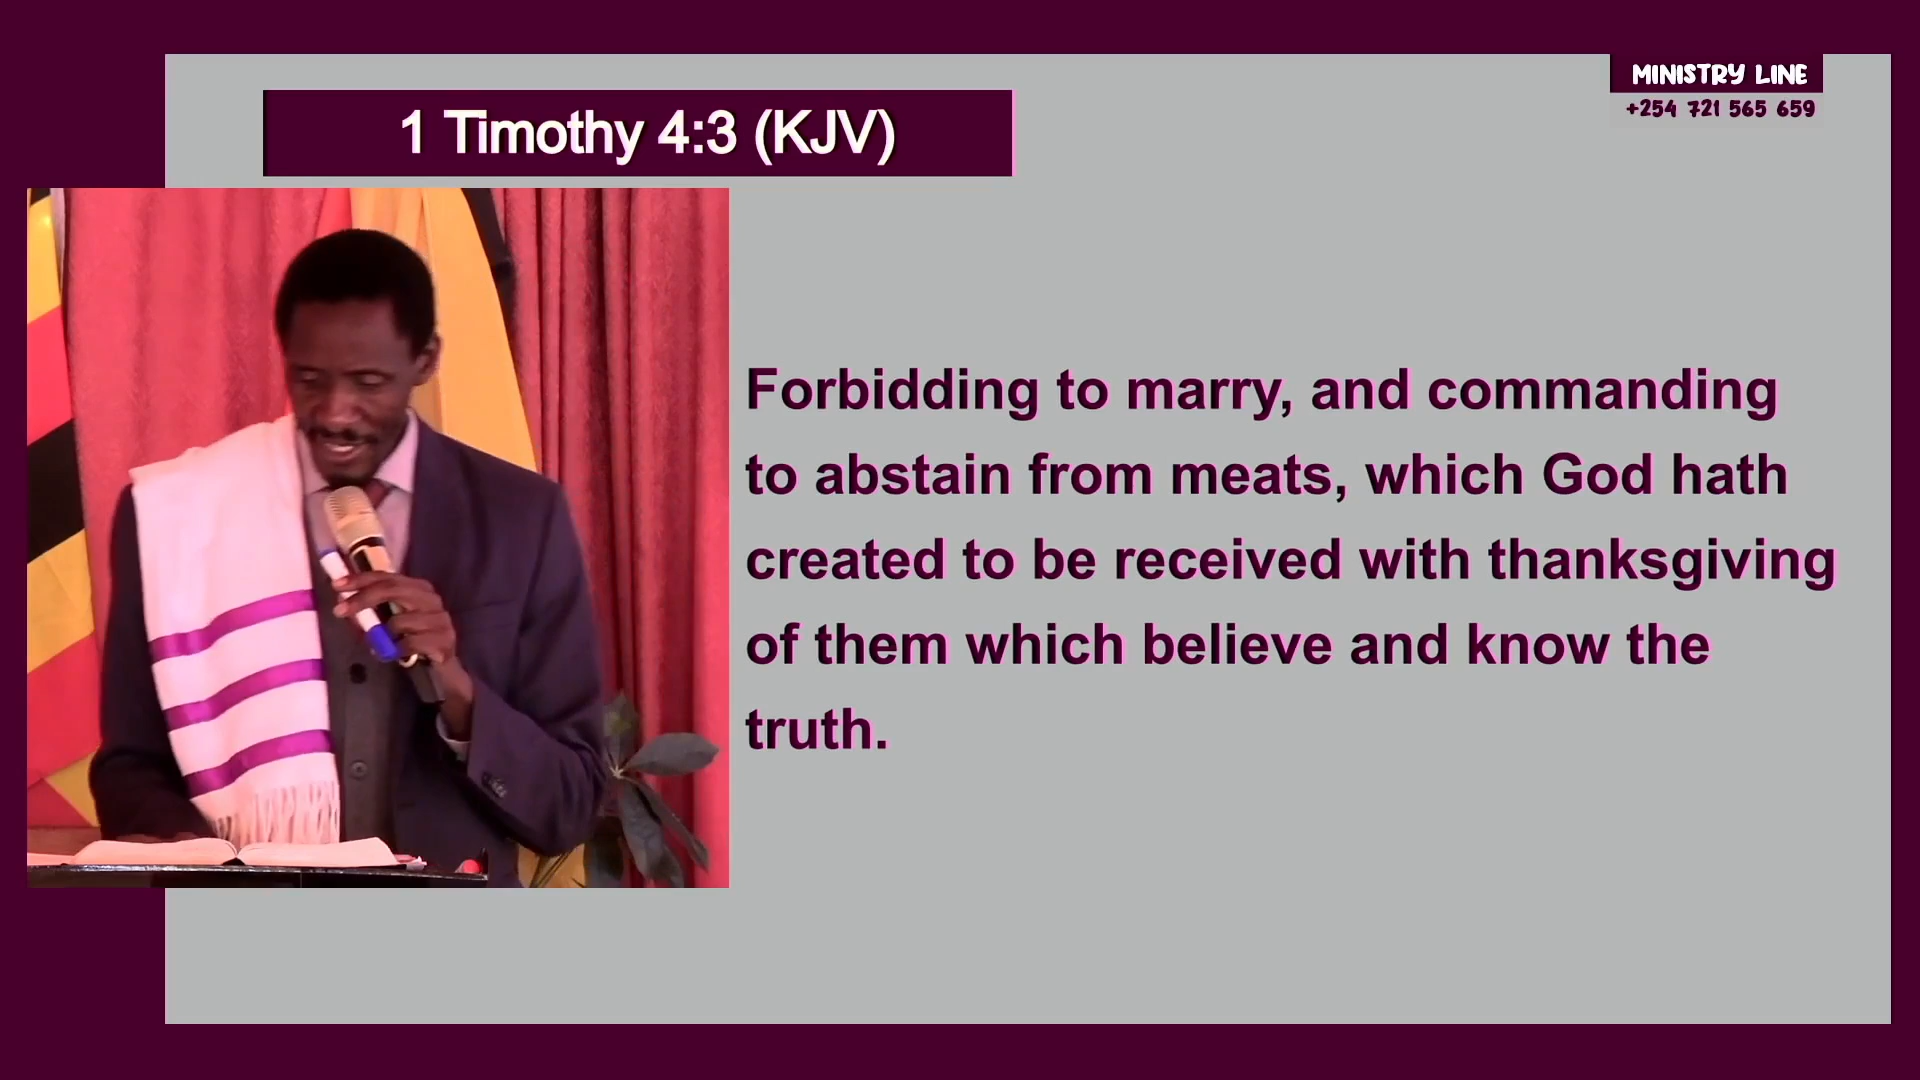 MINISTRY LINE
+254 721 565 659
1 Timothy 4:3 (KJV)
Forbidding to marry, and commanding
to abstain from meats, which God hath
created to be received with thanksgiving
of them which believe and know the
truth.